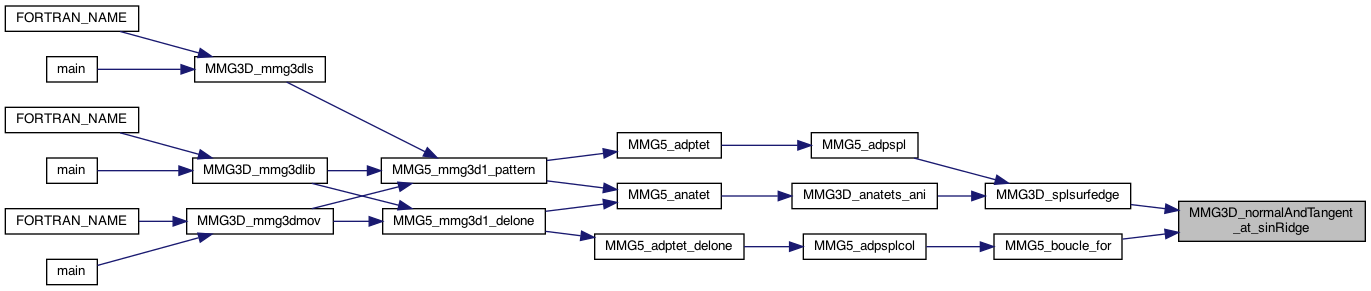 FORTRAN_NAME
main
MMG3D_mmg3dls
FORTRAN_NAME
main
MMG3D_mmg3dlib
FORTRAN_NAME
main
MMG3D_mmg3dmov
MMG5_mmg3d1_pattern
MMG5_mmg3d1_delone
MMG5_adptet
MMG5_anatet
MMG5_adptet_delone
MMG5_adpspl
MMG3D_anatets_ani
MMG5_adpsplcol
MMG3D_splsurfedge
MMG5_boucle_for
MMG3D_normalAndTangent
_at_sinRidge